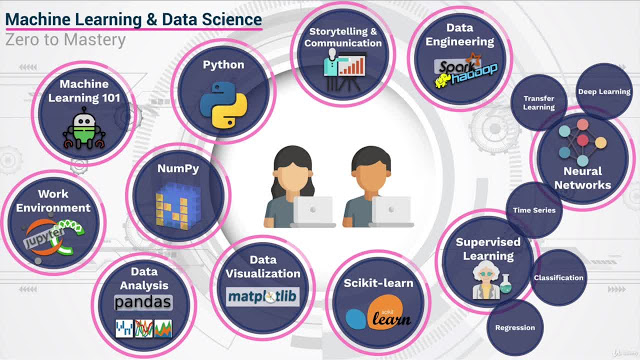 Machine Learning & Data Science
Zero to Mastery
Machine
Learning 101
Python
Storytelling &
Communication
Data
Engineering
Spark
hadoop
Transfer
Learning
Deep Learning
Neural
Networks
Work
Environment
jupyter
NumPy
Time Series
Supervised
Learning
Classification
Regression
Data
Analysis
pandas
Data
Visualization
matplotlib
Scikit-learn
scikit
learn